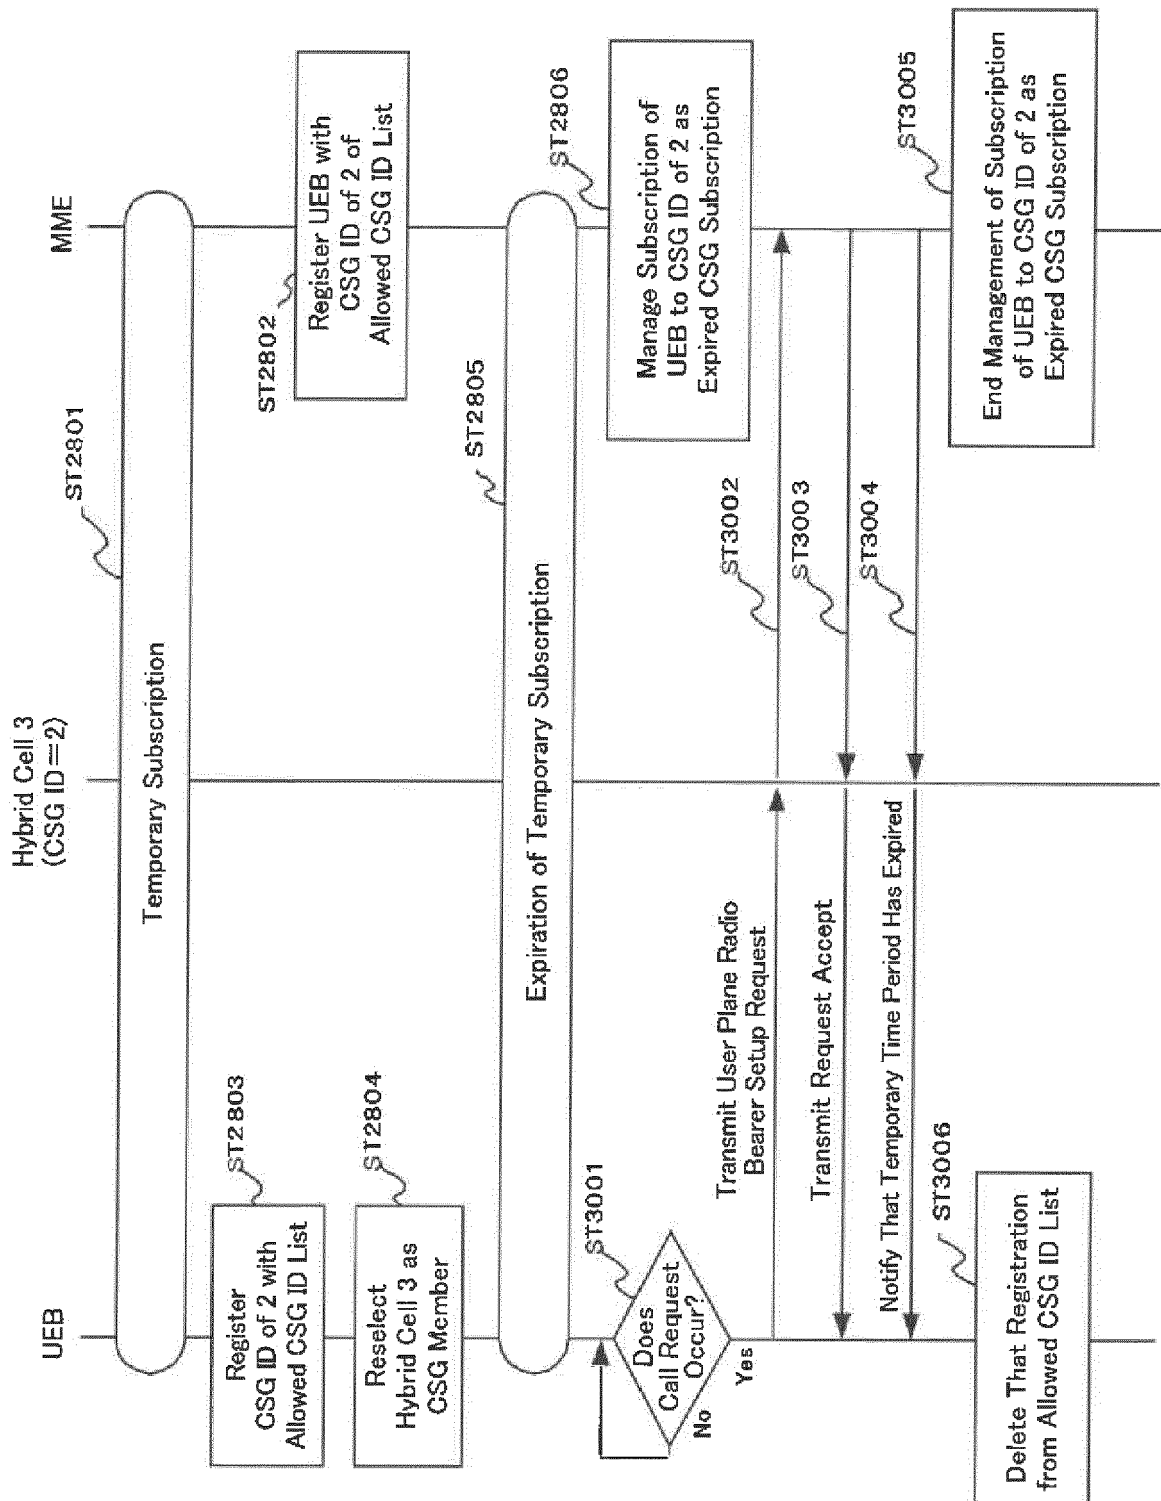 UEB
Hybrid Cell 3
(CSG ID=2)
MME
ST2801
Temporary Subscription
ST2802
Register UEB with
CSG ID of 2 of
Allowed CSG ID List
ST2803
Register
CSG ID of 2 with
Allowed CSG ID List
ST2804
Reselect
Hybrid Cell 3 as
CSG Member
ST2805
Expiration of Temporary Subscription
ST2806
Manage Subscription of
UEB to CSG ID of 2 as
Expired CSG Subscription
ST3001
Does
Call Request
Occur?
No
Yes
Transmit User Plane Radio
Bearer Setup Request
ST3002
Transmit Request Accept
ST3003
Notify That Temporary Time Period Has Expired
ST3004
ST3005
End Management of Subscription
of UEB to CSG ID of 2 as
Expired CSG Subscription
ST3006
Delete That Registration
from Allowed CSG ID List